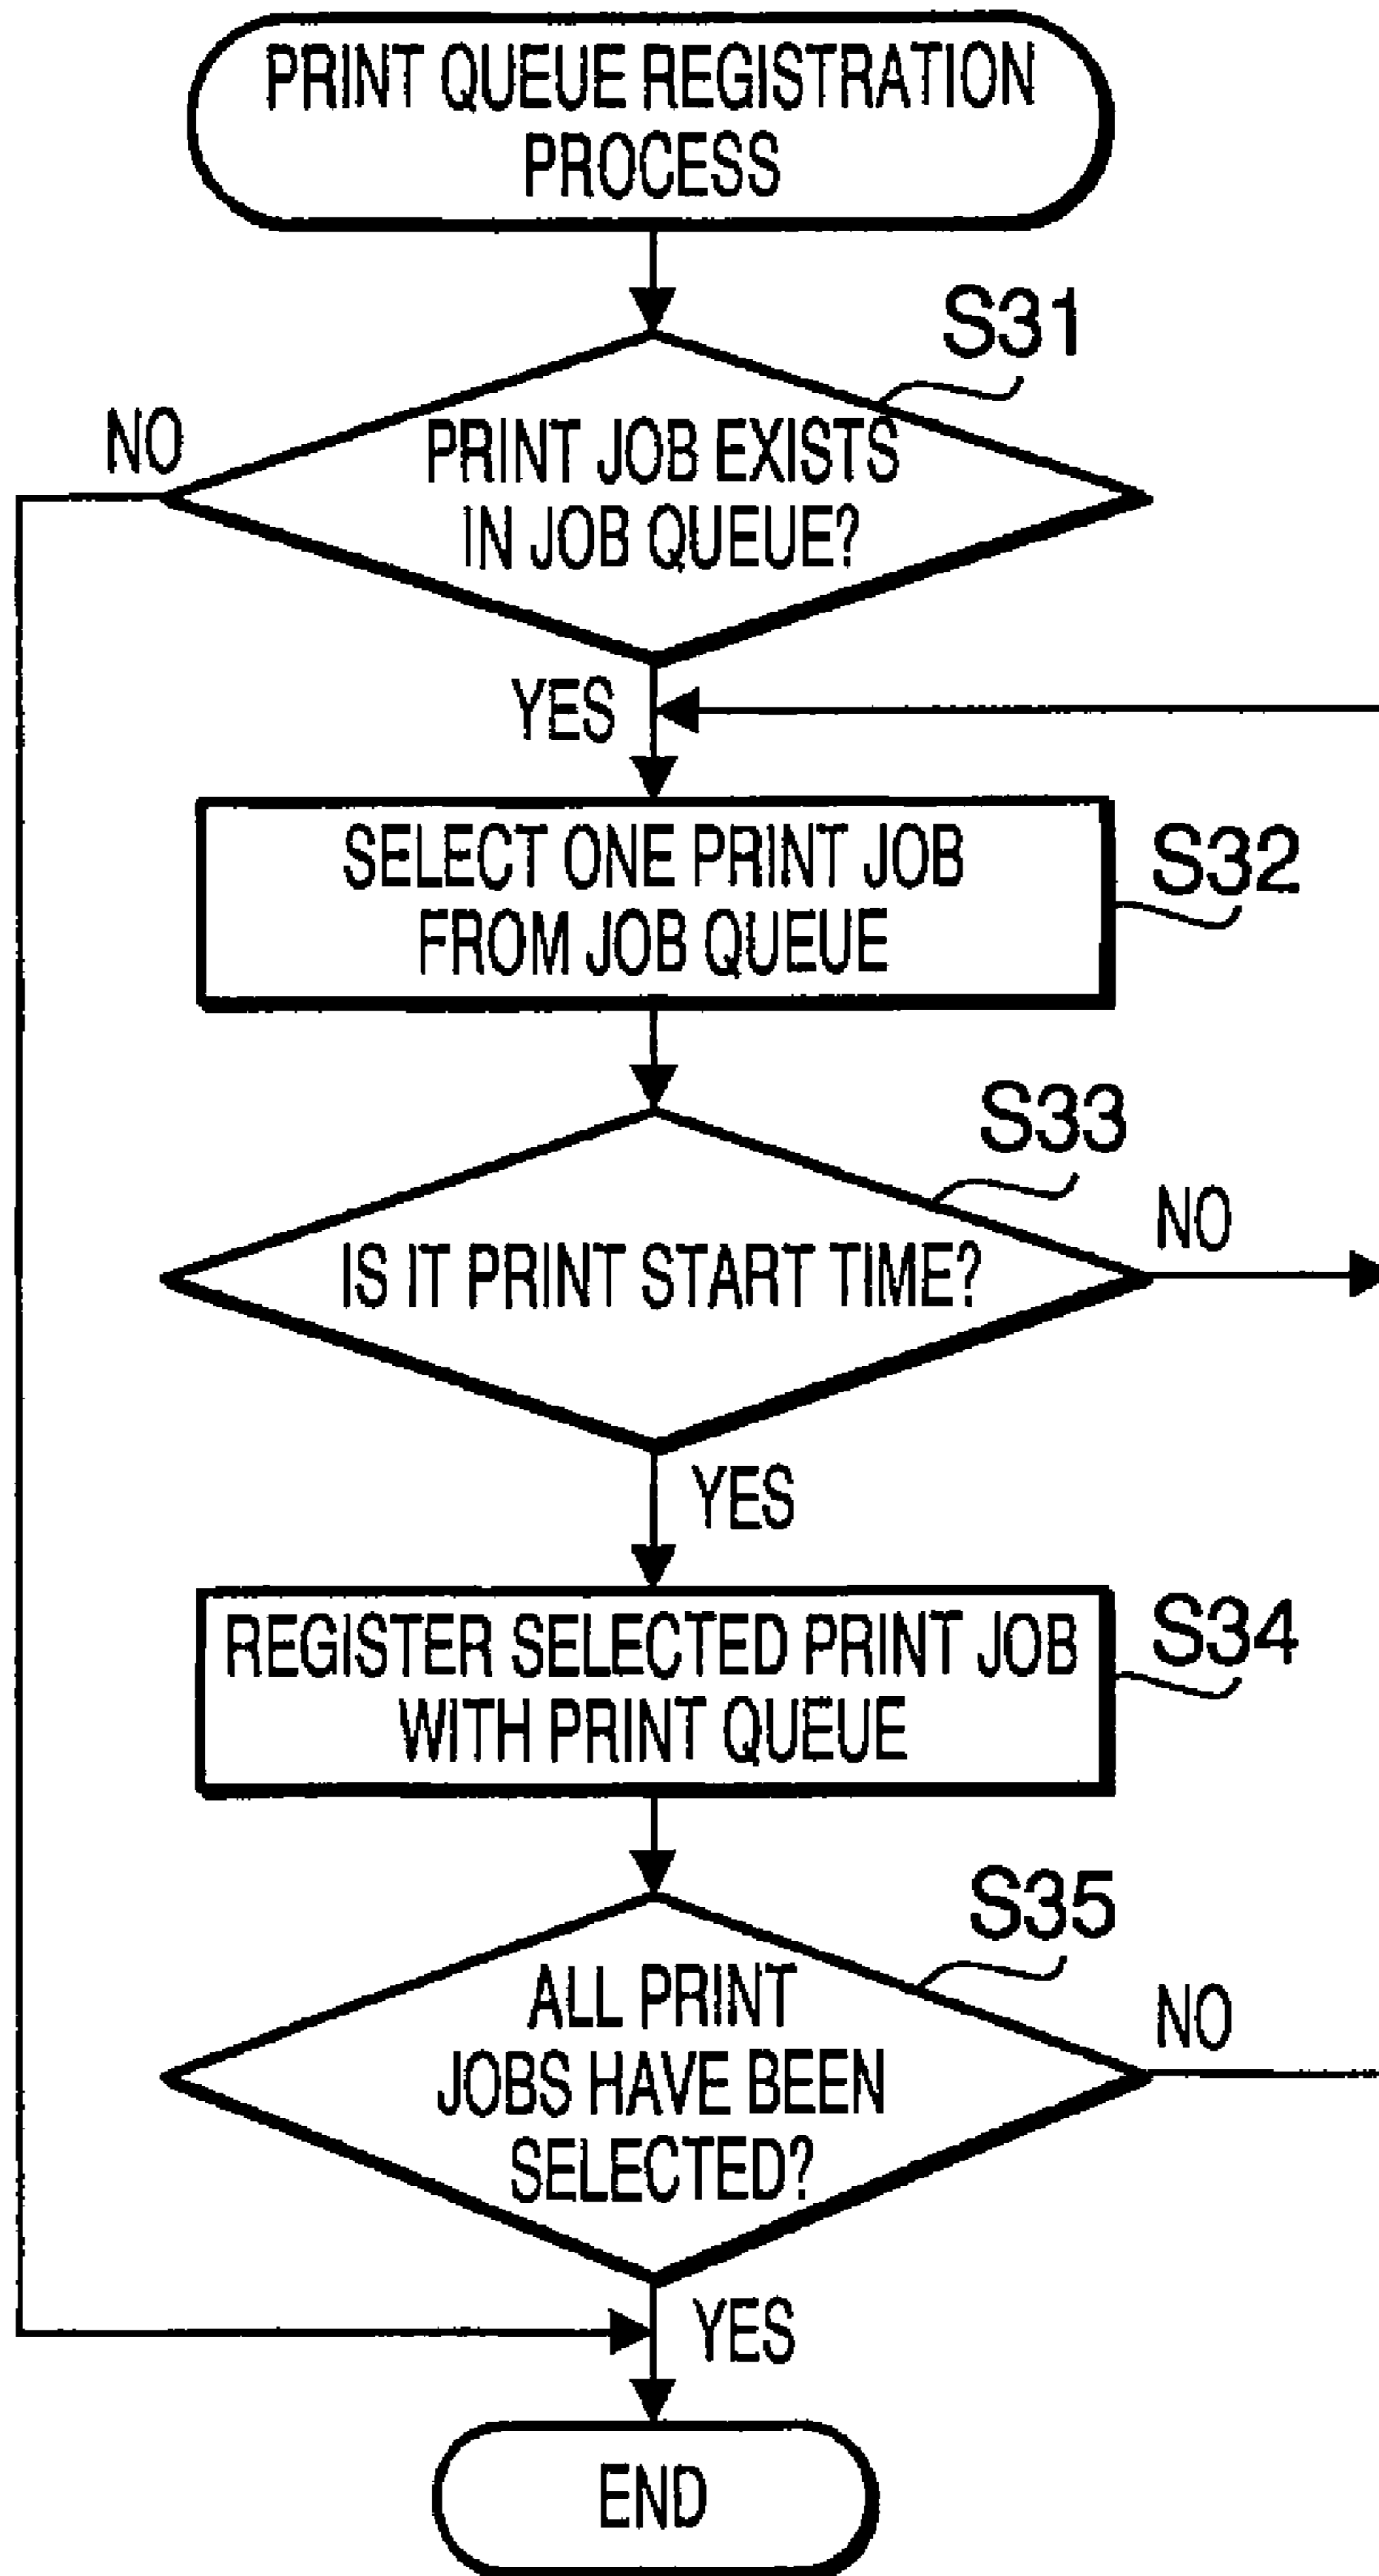 PRINT QUEUE REGISTRATION
PROCESS
S31
NO
PRINT JOB EXISTS
IN JOB QUEUE?
YES
SELECT ONE PRINT JOB
FROM JOB QUEUE
S32
S33
NO
IS IT PRINT START TIME?
YES
REGISTER SELECTED PRINT JOB
WITH PRINT QUEUE
S34
S35
ALL PRINT
JOBS HAVE BEEN
SELECTED?
NO
YES
END